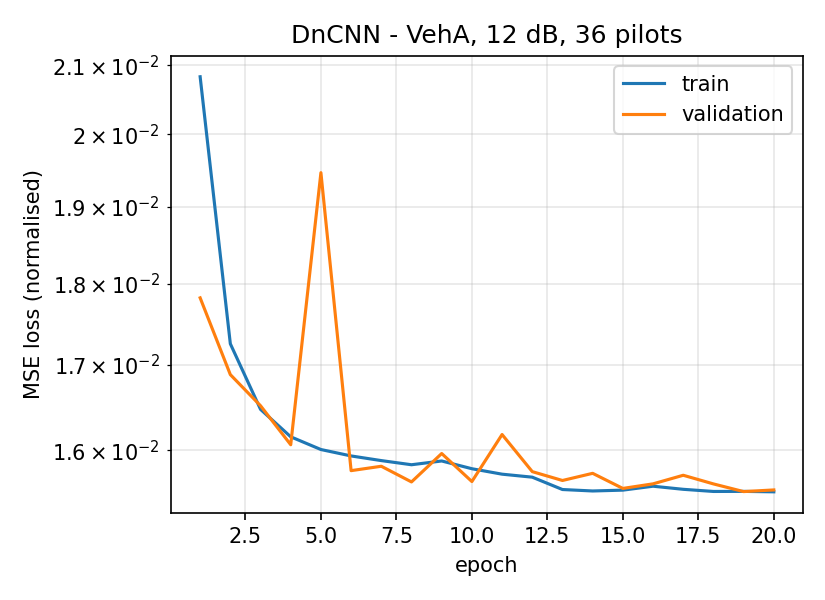 DnCNN - VehA, 12 dB, 36 pilots
2.1 × 10⁻²
2 × 10⁻²
1.9 × 10⁻²
1.8 × 10⁻²
1.7 × 10⁻²
1.6 × 10⁻²
MSE loss (normalised)
train
validation
2.5 5.0 7.5 10.0 12.5 15.0 17.5 20.0
epoch